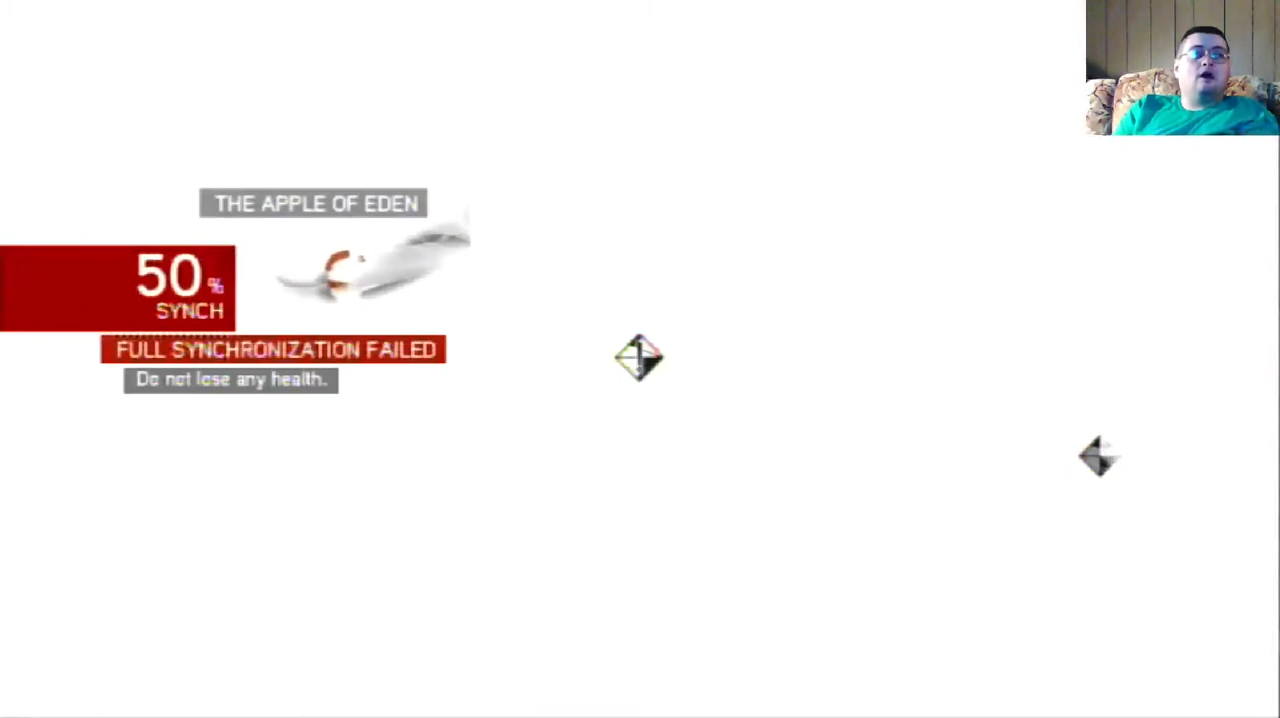 THE APPLE OF EDEN
50 %
SYNCH
FULL SYNCHRONIZATION FAILED
Do not lose any health.